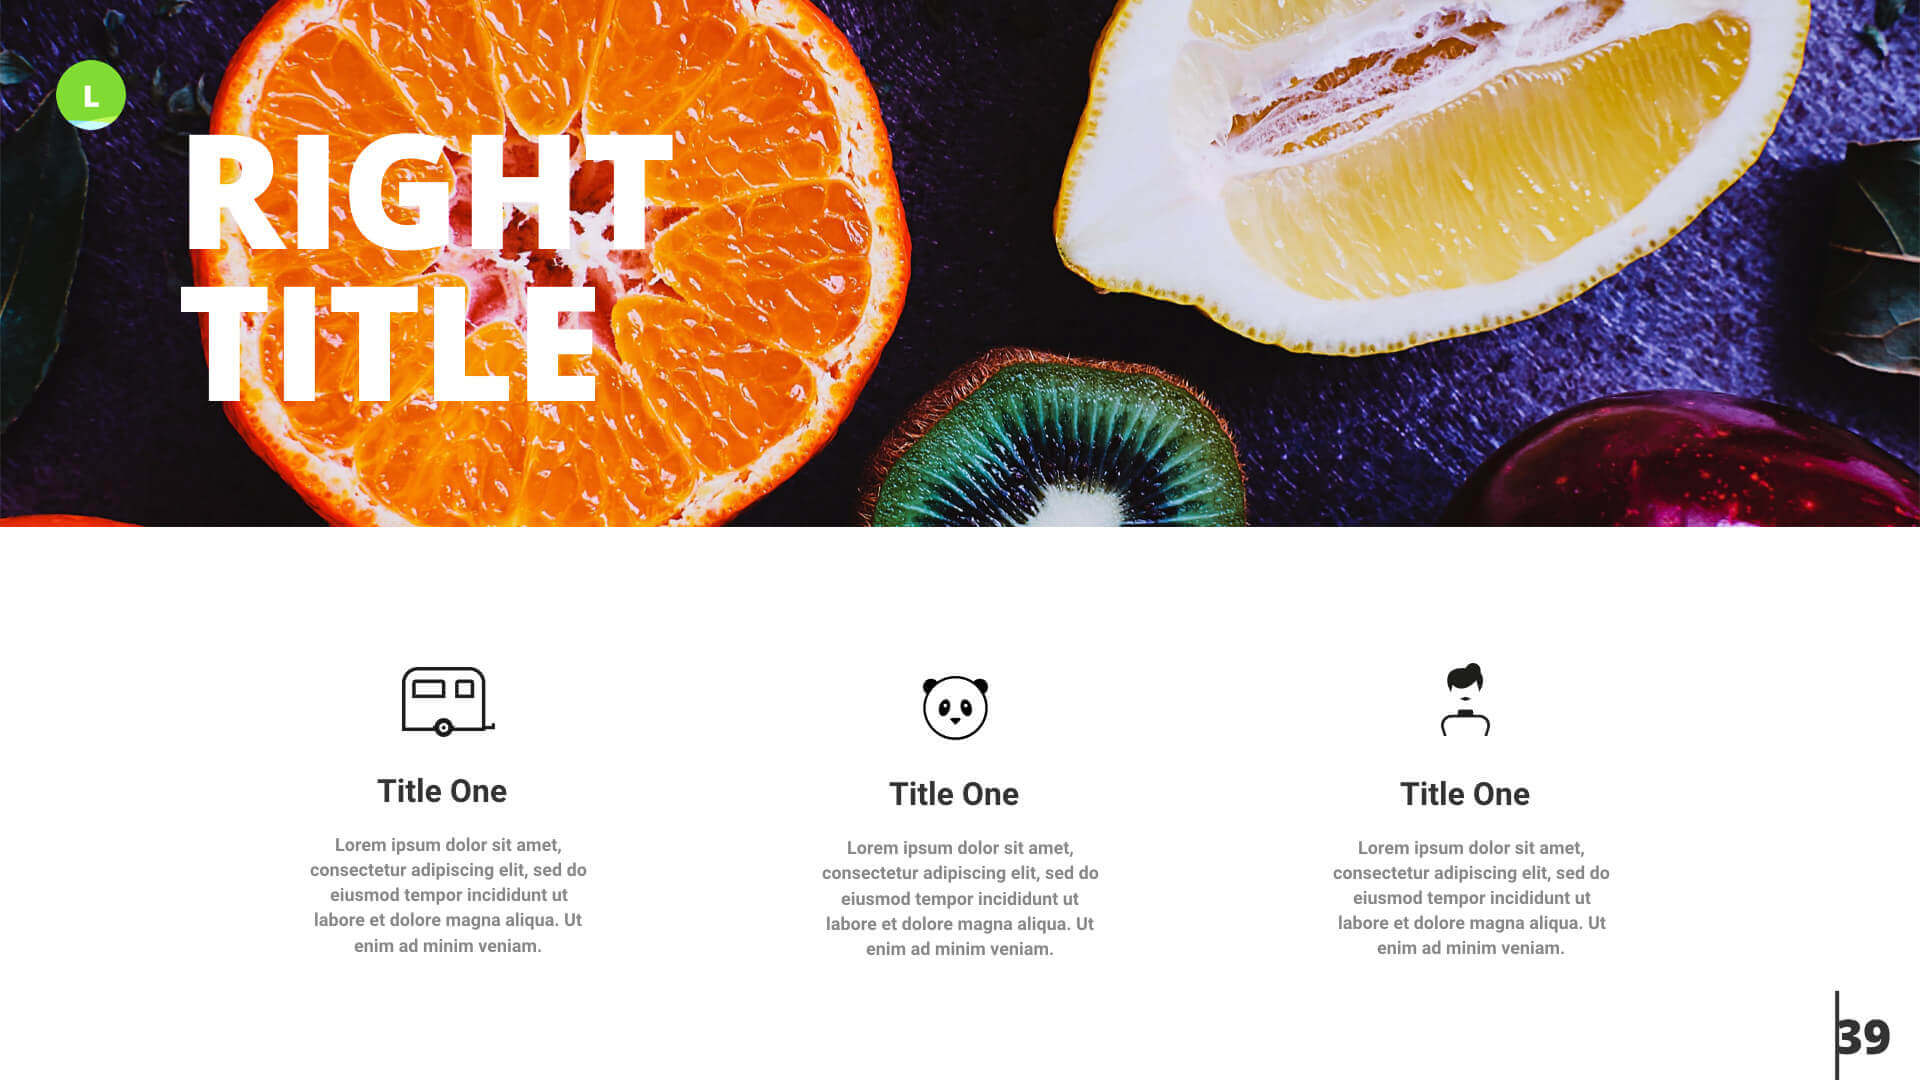 L
RIGHT
TITLE
Title One
Lorem ipsum dolor sit amet,
consectetur adipiscing elit, sed do
eiusmod tempor incididunt ut
labore et dolore magna aliqua. Ut
enim ad minim veniam.
Title One
Lorem ipsum dolor sit amet,
consectetur adipiscing elit, sed do
eiusmod tempor incididunt ut
labore et dolore magna aliqua. Ut
enim ad minim veniam.
Title One
Lorem ipsum dolor sit amet,
consectetur adipiscing elit, sed do
eiusmod tempor incididunt ut
labore et dolore magna aliqua. Ut
enim ad minim veniam.
39